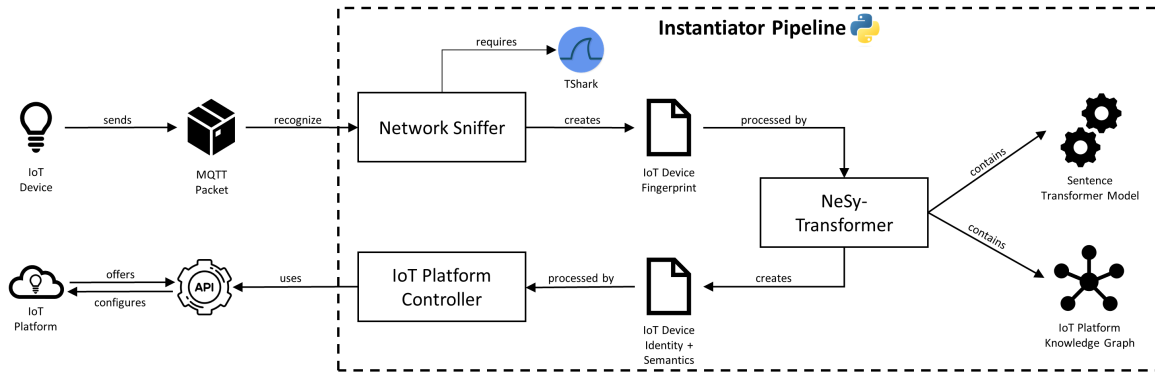 Instantiator Pipeline
requires
TShark
IoT
Device
sends
MQTT
Packet
recognize
Network Sniffer
creates
IoT Device
Fingerprint
processed by
NeSy-
Transformer
contains
Sentence
Transformer Model
contains
IoT Platform
Knowledge Graph
creates
IoT Device
Identity +
Semantics
processed by
IoT Platform
Controller
uses
API
offers
configures
IoT
Platform